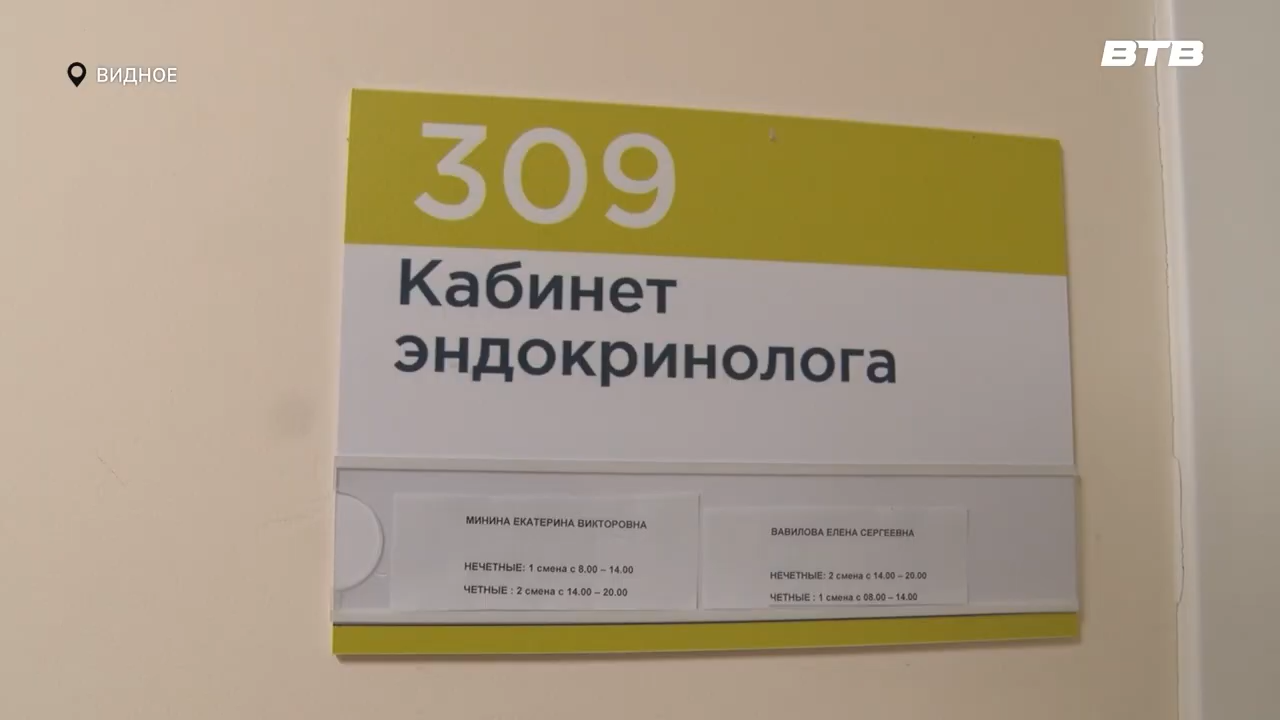 ВИДНОЕ
ВТВ
309
Кабинет
эндокринолога
МИНИНА ЕКАТЕРИНА ВИКТОРОВНА
НЕЧЕТНЫЕ: 1 смена с 8.00 – 14.00
ЧЕТНЫЕ : 2 смена с 14.00 – 20.00
ВАВИЛОВА ЕЛЕНА СЕРГЕЕВНА
НЕЧЕТНЫЕ: 2 смена с 14.00 – 20.00
ЧЕТНЫЕ : 1 смена с 08.00 – 14.00